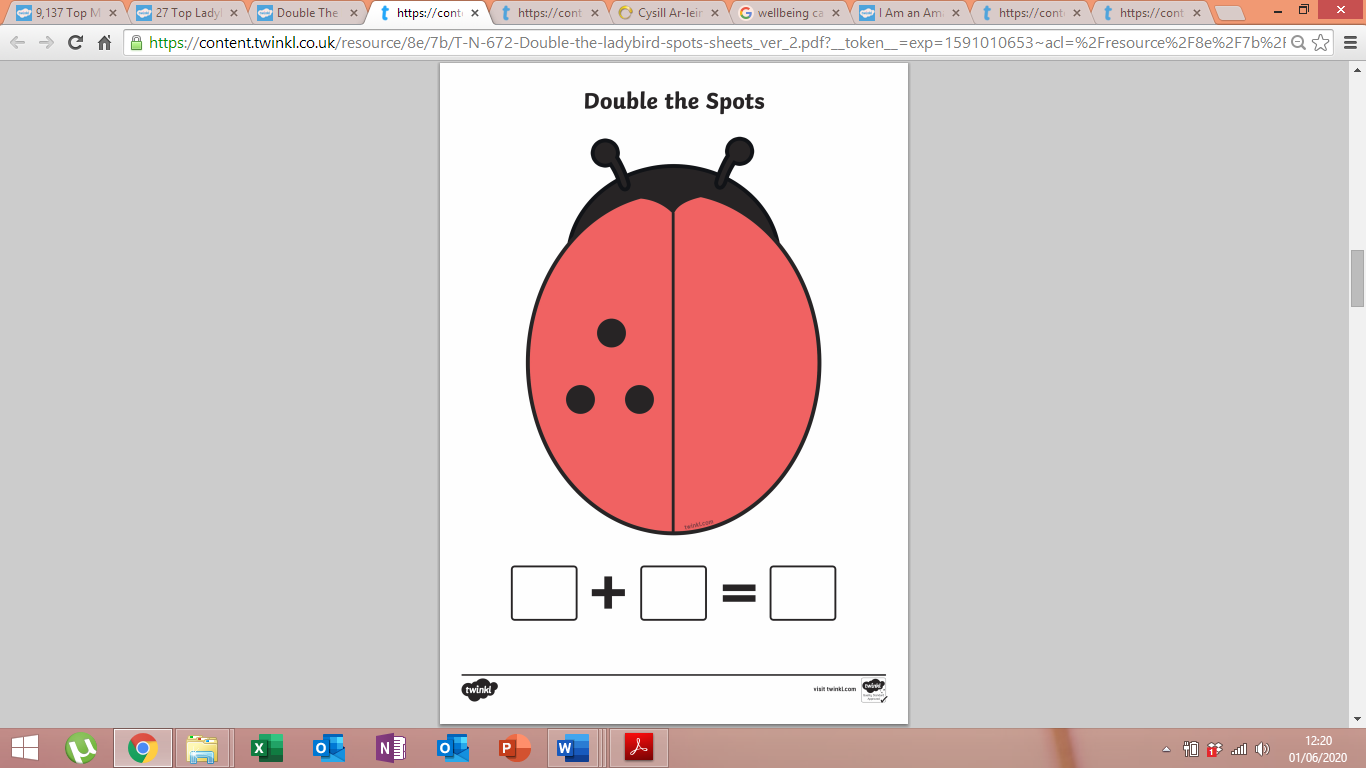 9,137 Top M
27 Top Lady
Double The
https://cont
https://cont
Cysill Ar-lein
wellbeing ca
I Am an Am
https://cont
https://cont
https://content.twinkl.co.uk/resource/8e/7b/T-N-672-Double-the-ladybird-spots-sheets_ver_2.pdf?__token__=exp=1591010653~acl=%2Fresource%2F8e%2F7b%2F
Double the Spots
twinkl.com
+ =
twinkl
visit twinkl.com
twinkl
12:20
01/06/2020